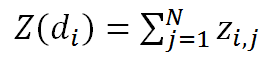 Z(d_i) = ∑_{j=1}^{N} z_{i,j}